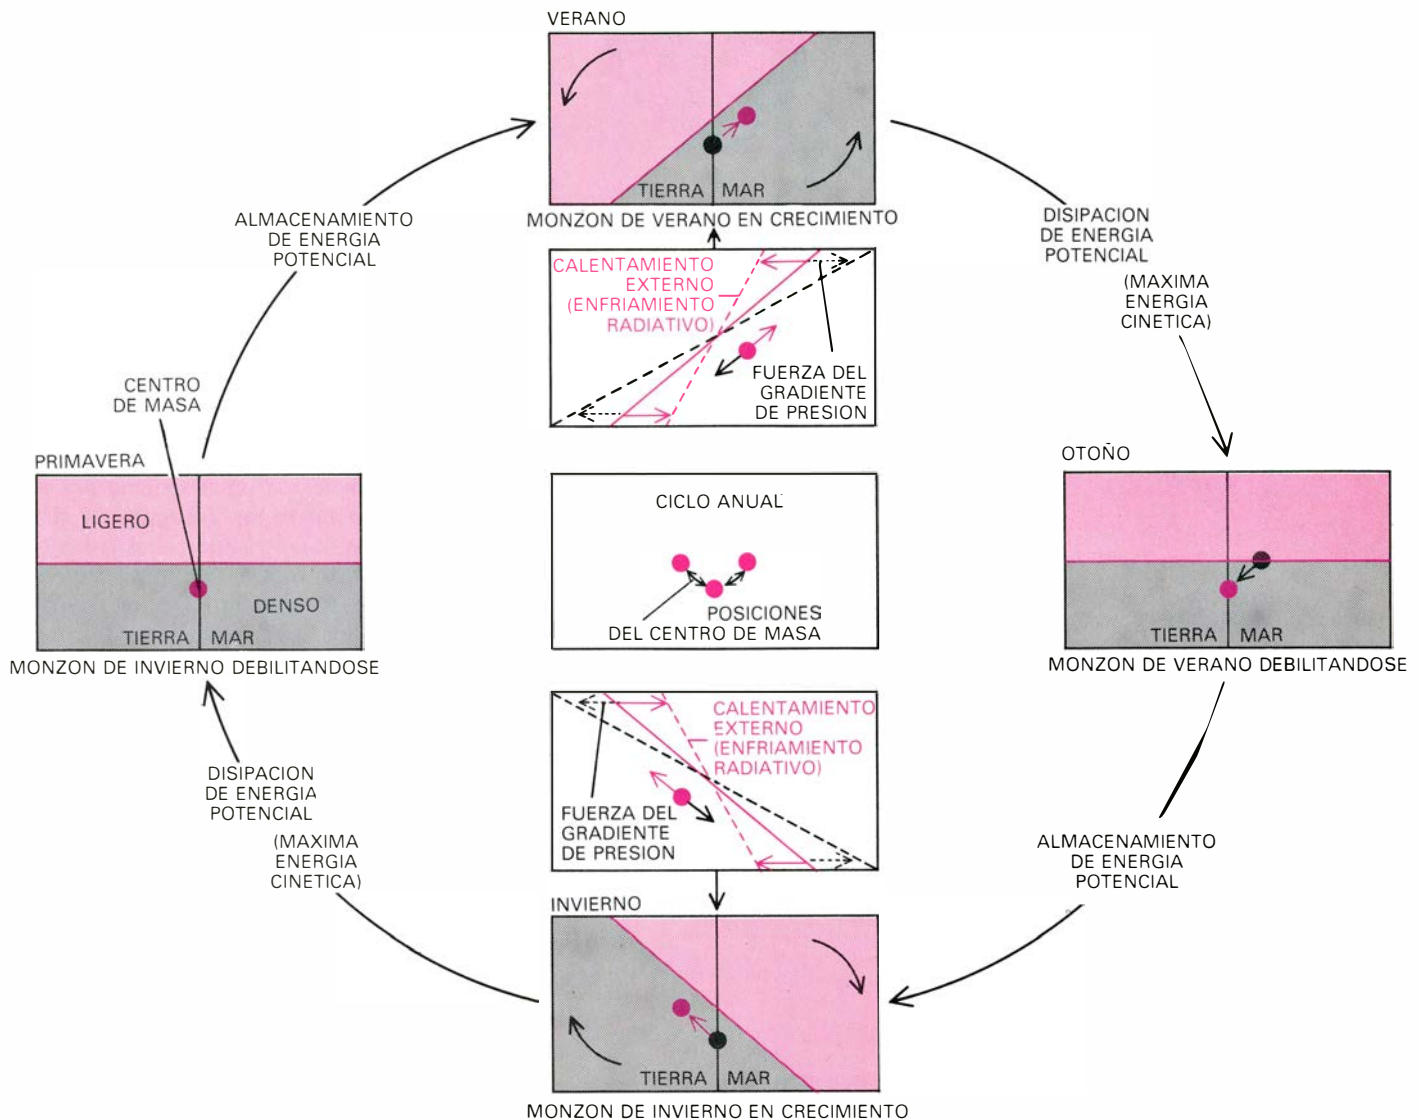 VERANO
TIERRA MAR
MONZON DE VERANO EN CRECIMIENTO
ALMACENAMIENTO
DE ENERGIA
POTENCIAL
DISIPACION
DE ENERGIA
POTENCIAL
(MAXIMA
ENERGIA
CINETICA)
CALENTAMIENTO
EXTERNO
(ENFRIAMIENTO
RADIATIVO)
FUERZA DEL
GRADIENTE
DE PRESION
CENTRO
DE MASA
PRIMAVERA
LIGERO
DENSO
TIERRA MAR
MONZON DE INVIERNO DEBILITANDOSE
CICLO ANUAL
POSICIONES
DEL CENTRO DE MASA
OTOÑO
TIERRA MAR
MONZON DE VERANO DEBILITANDOSE
CALENTAMIENTO
EXTERNO
(ENFRIAMIENTO
RADIATIVO)
FUERZA DEL
GRADIENTE
DE PRESION
DISIPACION
DE ENERGIA
POTENCIAL
(MAXIMA
ENERGIA
CINETICA)
ALMACENAMIENTO
DE ENERGIA
POTENCIAL
INVIERNO
TIERRA MAR
MONZON DE INVIERNO EN CRECIMIENTO